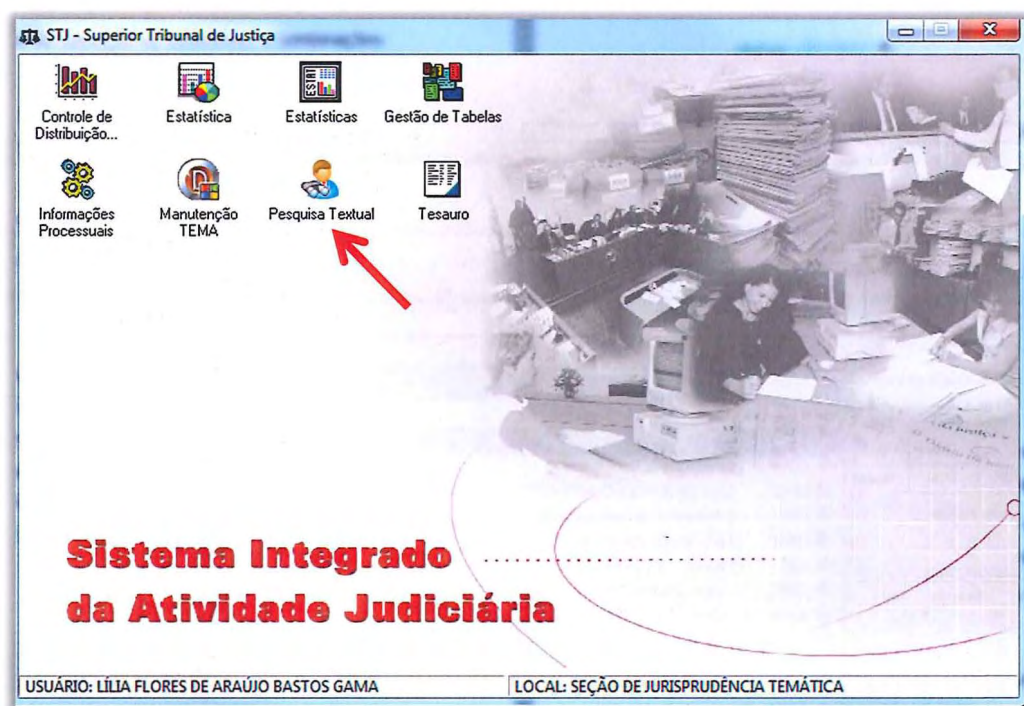 STJ - Superior Tribunal de Justiça
Controle de
Distribuição...
Estatística
Estatísticas
Gestão de Tabelas
Informações
Processuais
Manutenção
TEMA
Pesquisa Textual
Tesauro
Sistema Integrado
da Atividade Judiciária
USUÁRIO: LÍLIA FLORES DE ARAÚJO BASTOS GAMA
LOCAL: SEÇÃO DE JURISPRUDÊNCIA TEMÁTICA